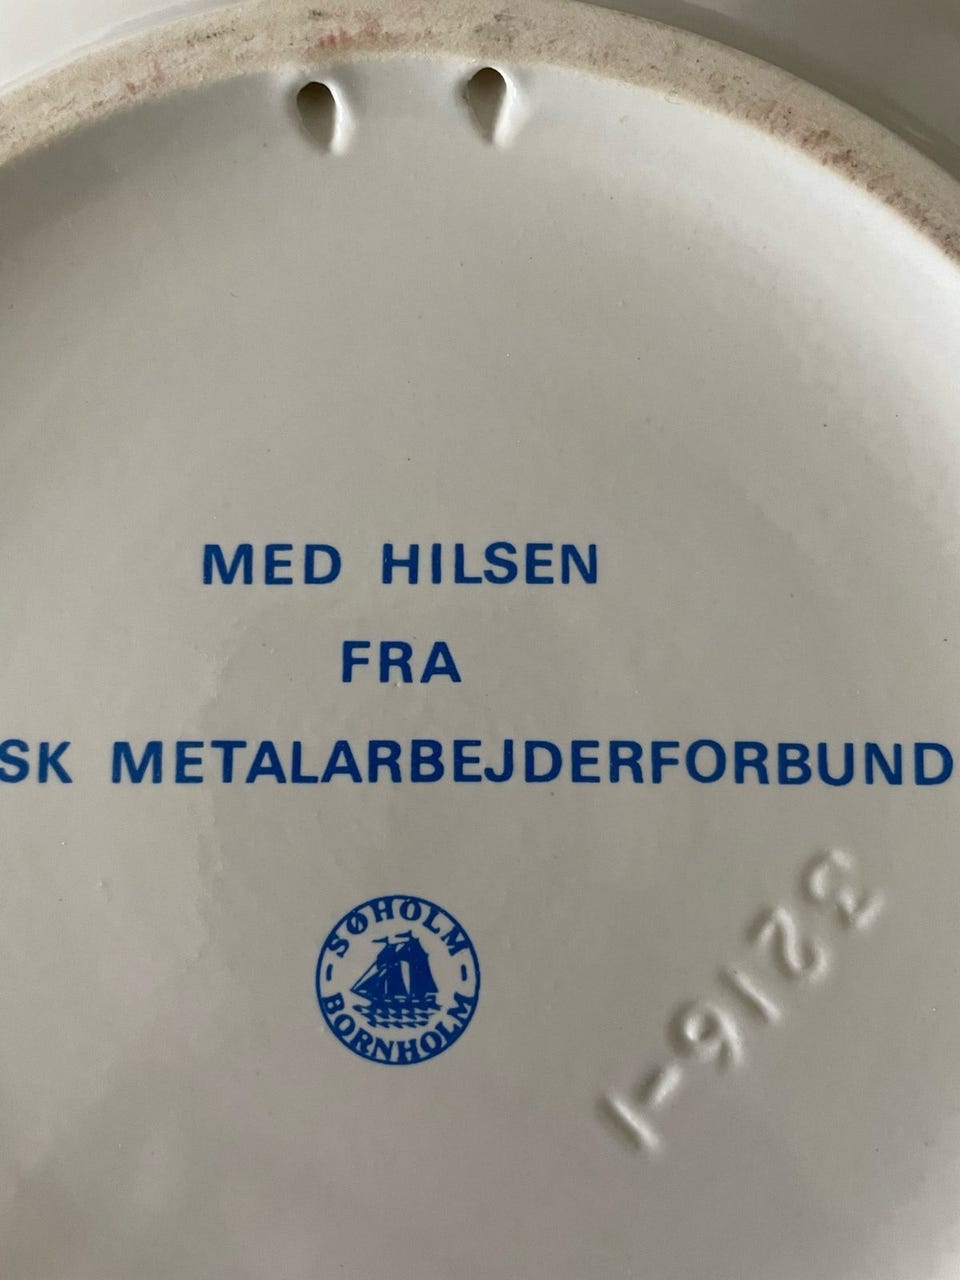 MED HILSEN
FRA
SK METALARBEJDERFORBUND
SØHOLM
BORNHOLM
3216-1